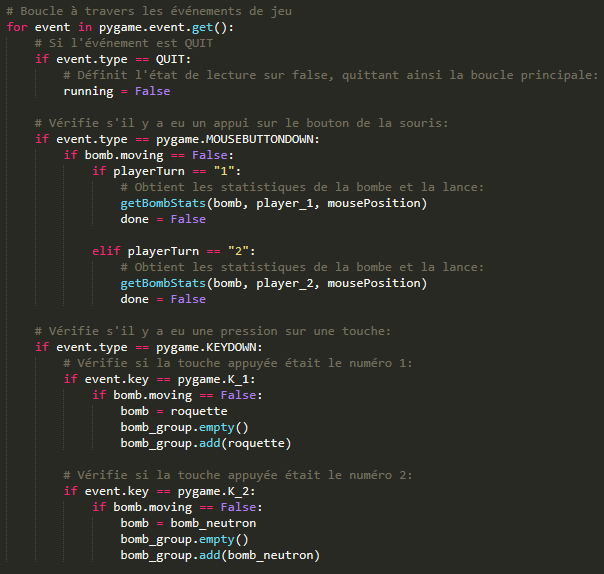 # Boucle à travers les événements de jeu
for event in pygame.event.get():
    # Si l'événement est QUIT
    if event.type == QUIT:
        # Définit l'état de lecture sur false, quittant ainsi la boucle principale:
        running = False

    # Vérifie s'il y a eu un appui sur le bouton de la souris:
    if event.type == pygame.MOUSEBUTTONDOWN:
        if bomb.moving == False:
            if playerTurn == "1":
                # Obtient les statistiques de la bombe et la lance:
                getBombStats(bomb, player_1, mousePosition)
                done = False

            elif playerTurn == "2":
                # Obtient les statistiques de la bombe et la lance:
                getBombStats(bomb, player_2, mousePosition)
                done = False

    # Vérifie s'il y a eu une pression sur une touche:
    if event.type == pygame.KEYDOWN:
        # Vérifie si la touche appuyée était le numéro 1:
        if event.key == pygame.K_1:
            if bomb.moving == False:
                bomb = roquette
                bomb_group.empty()
                bomb_group.add(roquette)

        # Vérifie si la touche appuyée était le numéro 2:
        if event.key == pygame.K_2:
            if bomb.moving == False:
                bomb = bomb_neutron
                bomb_group.empty()
                bomb_group.add(bomb_neutron)